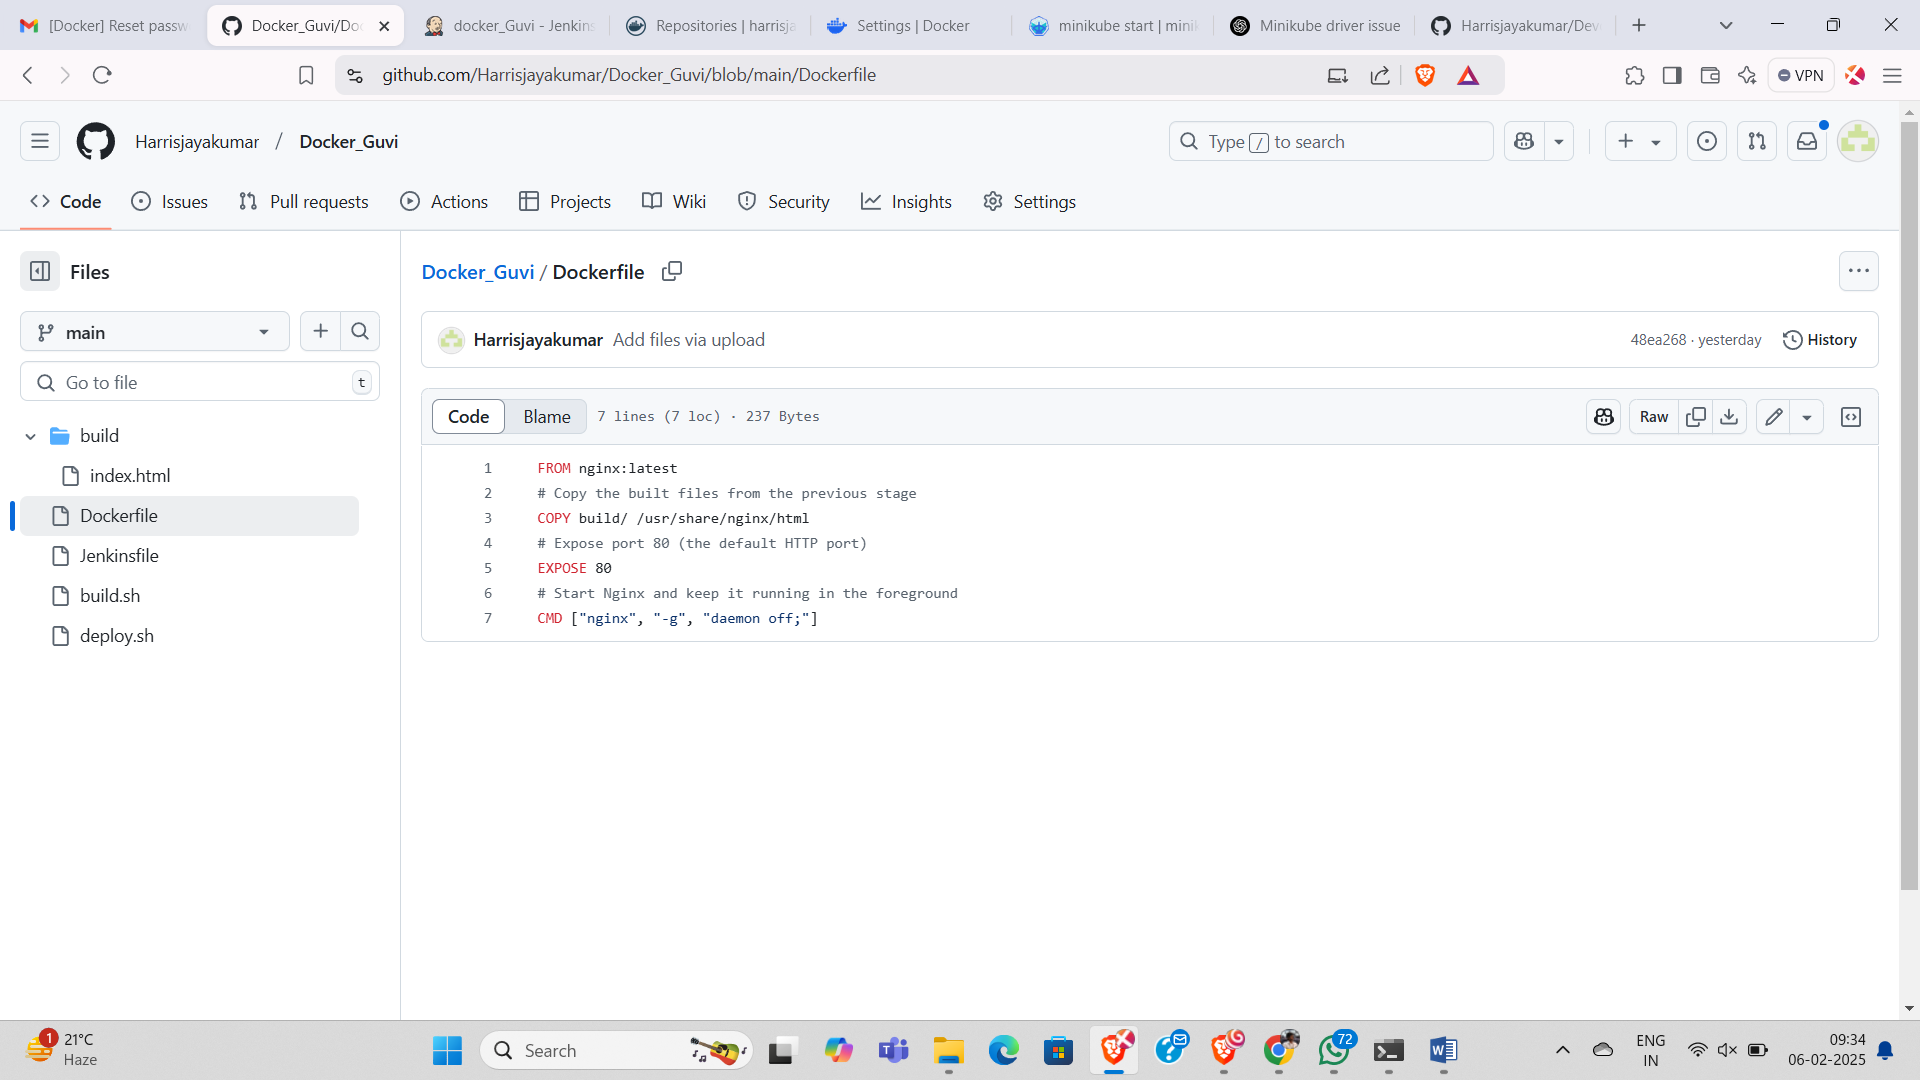 [Docker] Reset passw
Docker_Guvi/Doc
docker_Guvi - Jenkins
Repositories | harrisja
Settings | Docker
minikube start | minik
Minikube driver issue
Harrisjayakumar/Dev
github.com/Harrisjayakumar/Docker_Guvi/blob/main/Dockerfile
VPN
Harrisjayakumar / Docker_Guvi
Type / to search
Code
Issues
Pull requests
Actions
Projects
Wiki
Security
Insights
Settings
Files
main
Go to file
t
build
index.html
Dockerfile
Jenkinsfile
build.sh
deploy.sh
Docker_Guvi / Dockerfile
Harrisjayakumar Add files via upload
48ea268 · yesterday
History
Code
Blame
7 lines (7 loc) · 237 Bytes
Raw
1 FROM nginx:latest
2 # Copy the built files from the previous stage
3 COPY build/ /usr/share/nginx/html
4 # Expose port 80 (the default HTTP port)
5 EXPOSE 80
6 # Start Nginx and keep it running in the foreground
7 CMD ["nginx", "-g", "daemon off;"]
1
21°C
Haze
Search
72
ENG
IN
09:34
06-02-2025